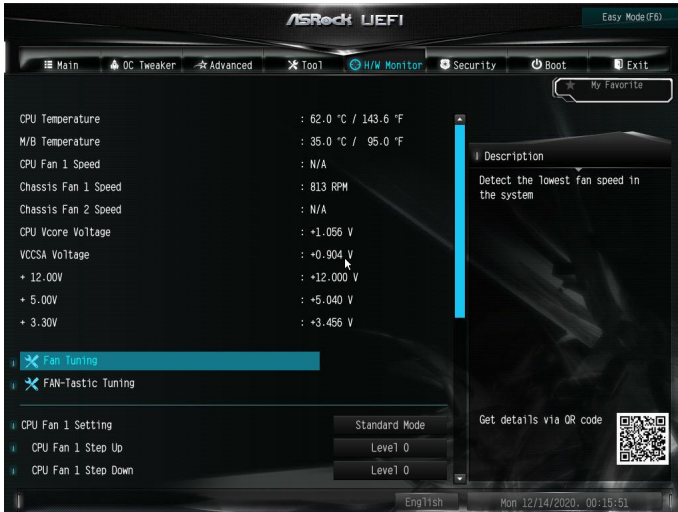 ASRock UEFI
Easy Mode(F6)
Main OC Tweaker Advanced Tool H/W Monitor Security Boot Exit
My Favorite
CPU Temperature : 62.0 °C / 143.6 °F
M/B Temperature : 35.0 °C / 95.0 °F
CPU Fan 1 Speed : N/A
Chassis Fan 1 Speed : 813 RPM
Chassis Fan 2 Speed : N/A
CPU Vcore Voltage : +1.056 V
VCCSA Voltage : +0.904 V
+ 12.00V : +12.000 V
+ 5.00V : +5.040 V
+ 3.30V : +3.456 V
Fan Tuning
FAN-Tastic Tuning
CPU Fan 1 Setting Standard Mode
CPU Fan 1 Step Up Level 0
CPU Fan 1 Step Down Level 0
Description
Detect the lowest fan speed in
the system
Get details via QR code
English
Mon 12/14/2020. 00:15:51